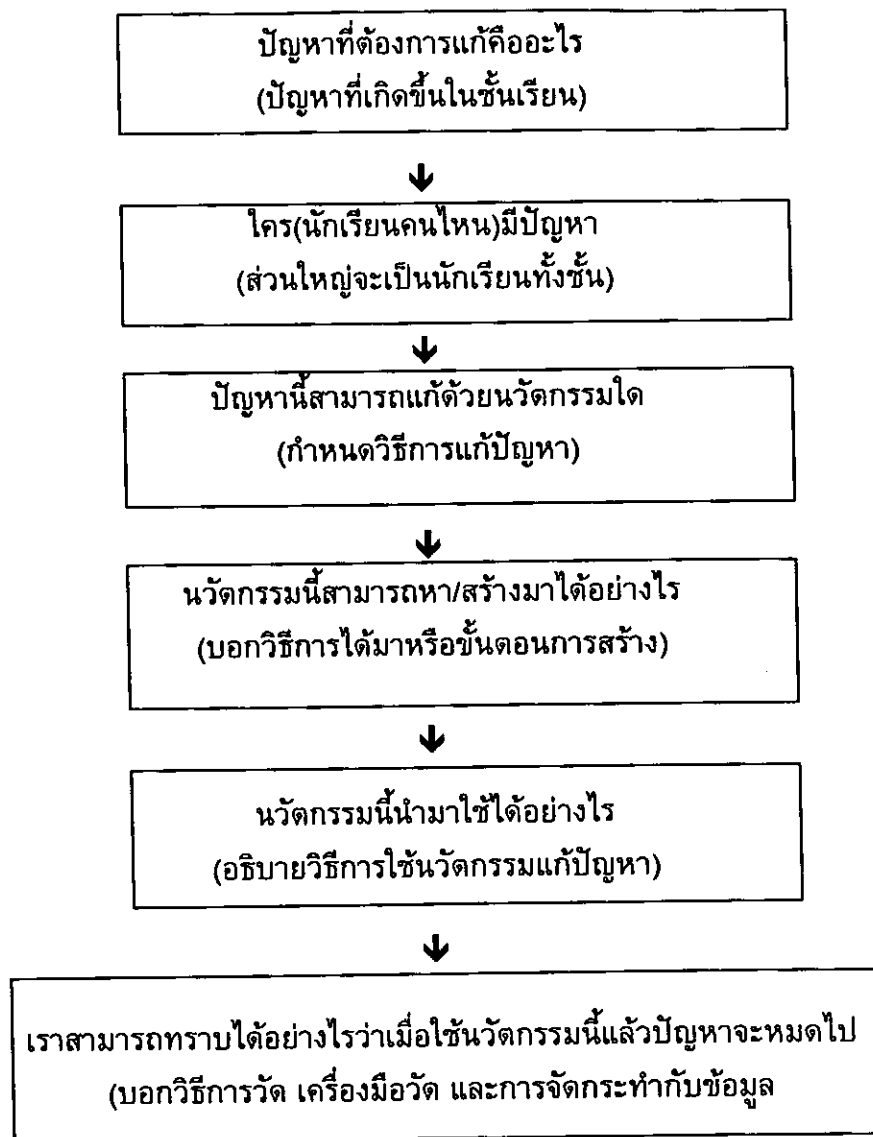 ปัญหาที่ต้องการแก้คืออะไร
(ปัญหาที่เกิดขึ้นในชั้นเรียน)
ใคร(นักเรียนคนไหน)มีปัญหา
(ส่วนใหญ่จะเป็นนักเรียนทั้งชั้น)
ปัญหานี้สามารถแก้ด้วยนวัตกรรมใด
(กำหนดวิธีการแก้ปัญหา)
นวัตกรรมนี้สามารถหา/สร้างมาได้อย่างไร
(บอกวิธีการได้มาหรือขั้นตอนการสร้าง)
นวัตกรรมนี้นำมาใช้ได้อย่างไร
(อธิบายวิธีการใช้นวัตกรรมแก้ปัญหา)
เราสามารถทราบได้อย่างไรว่าเมื่อใช้นวัตกรรมนี้แล้วปัญหาจะหมดไป
(บอกวิธีการวัด เครื่องมือวัด และการจัดกระทำกับข้อมูล